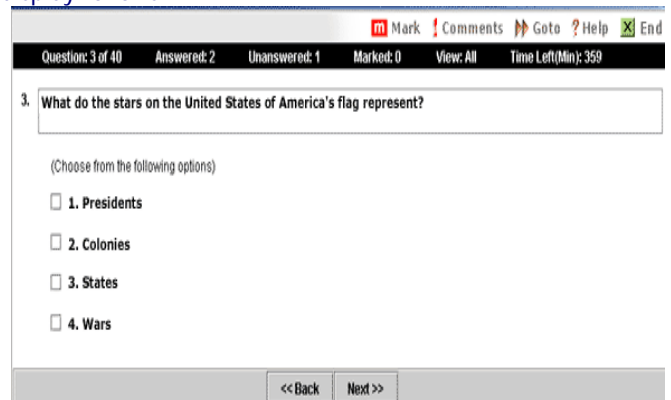 m Mark ! Comments Goto ? Help X End
Question: 3 of 40 Answered: 2 Unanswered: 1 Marked: 0 View: All Time Left(Min): 359
3. What do the stars on the United States of America's flag represent?
(Choose from the following options)
1. Presidents
2. Colonies
3. States
4. Wars
<< Back Next >>